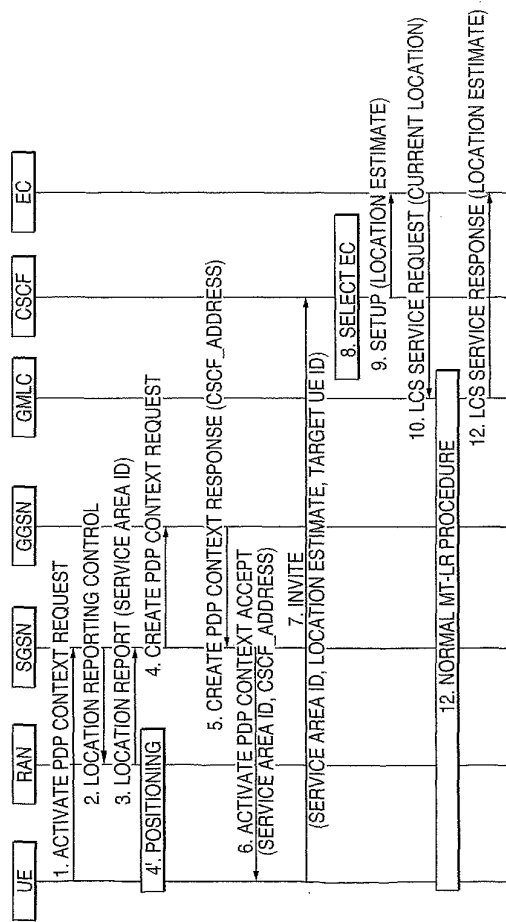 UE
RAN
SGSN
GGSN
GMLC
CSCF
EC
1. ACTIVATE PDP CONTEXT REQUEST
2. LOCATION REPORTING CONTROL
3. LOCATION REPORT (SERVICE AREA ID)
4'. POSITIONING
4. CREATE PDP CONTEXT REQUEST
5. CREATE PDP CONTEXT RESPONSE (CSCF_ADDRESS)
6. ACTIVATE PDP CONTEXT ACCEPT
(SERVICE AREA ID, CSCF_ADDRESS)
7. INVITE
(SERVICE AREA ID, LOCATION ESTIMATE, TARGET UE ID)
8. SELECT EC
9. SETUP (LOCATION ESTIMATE)
10. LCS SERVICE REQUEST (CURRENT LOCATION)
12. NORMAL MT-LR PROCEDURE
12. LCS SERVICE RESPONSE (LOCATION ESTIMATE)